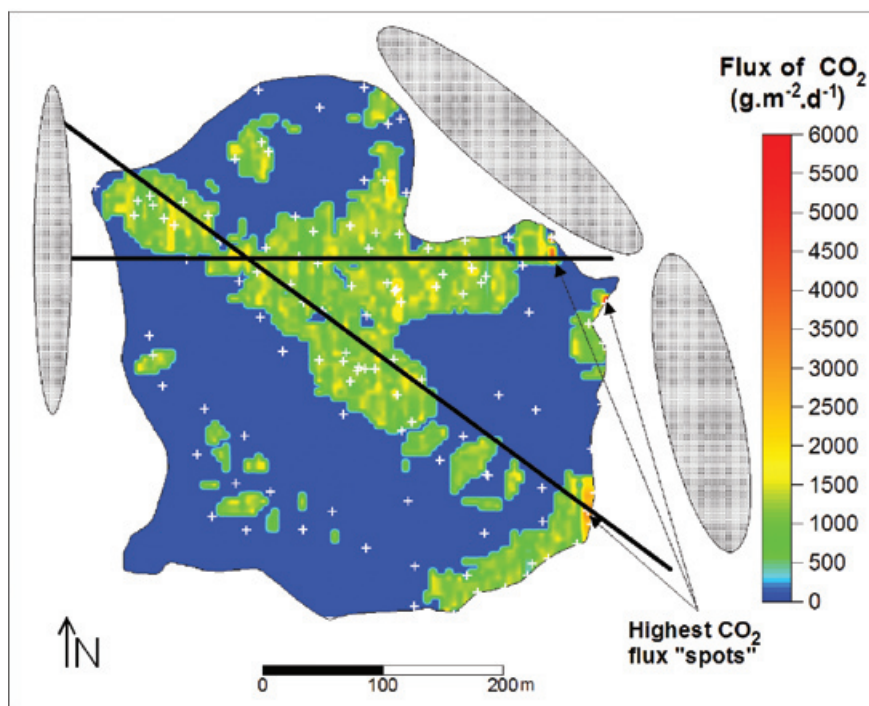 Flux of CO₂
(g.m⁻².d⁻¹)
6000
5500
5000
4500
4000
3500
3000
2500
2000
1500
1000
500
0
Highest CO₂
flux "spots"
N
0 100 200m